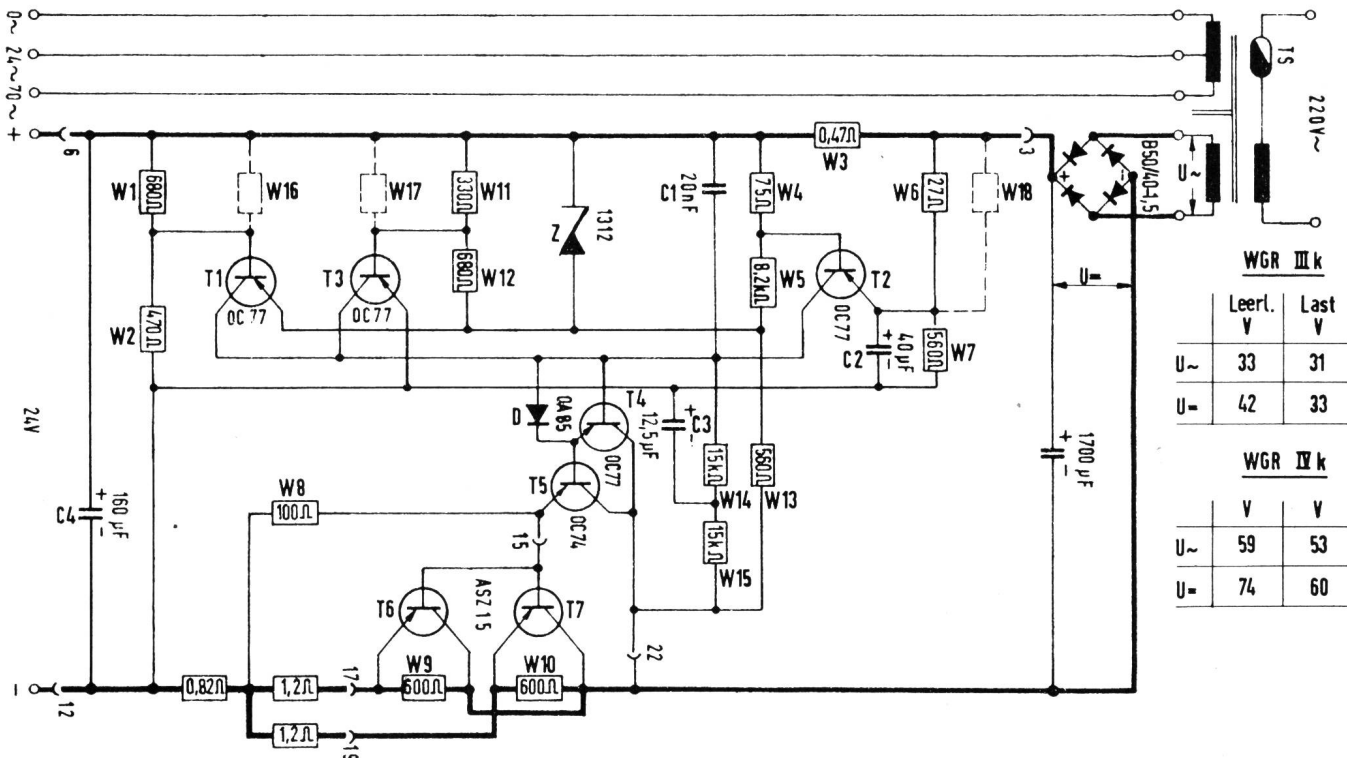 0~
24~
70~
+
6
TS
220V~
0,47Ω
W3
3
B50/40-1,5
U~
W1
680Ω
W16
W17
330Ω
W11
1312
Z
C1
20nF
75Ω
W4
W6
27Ω
W18
T1
OC77
T3
OC77
680Ω
W12
8,2kΩ
W5
T2
OC77
U=
W2
470Ω
40µF
+
-
C2
560Ω
W7
D
OA85
T4
OC77
+
-
C3
12,5µF
24V
T5
OC74
15kΩ
W14
560Ω
W13
+
-
1700µF
C4
+
-
160µF
W8
100Ω
15
15kΩ
W15
T6
ASZ15
T7
22
W9
600Ω
W10
600Ω
-
12
0,82Ω
1,2Ω
17
1,2Ω
+
-
WGR IIIk
Leerl. Last
V V
U~ 33 31
U= 42 33
WGR IVk
V V
U~ 59 53
U= 74 60